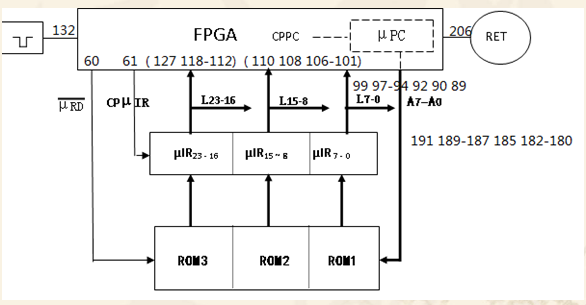 132
FPGA
CPPC
μPC
206
RET
60
61
(127 118-112)
(110 108 106-101)
99 97-94 92 90 89
μRD
CPμIR
L23-16
L15-8
L7-0
A7-A0
191 189-187 185 182-180
μIR23-16
μIR15~8
μIR7-0
ROM3
ROM2
ROM1